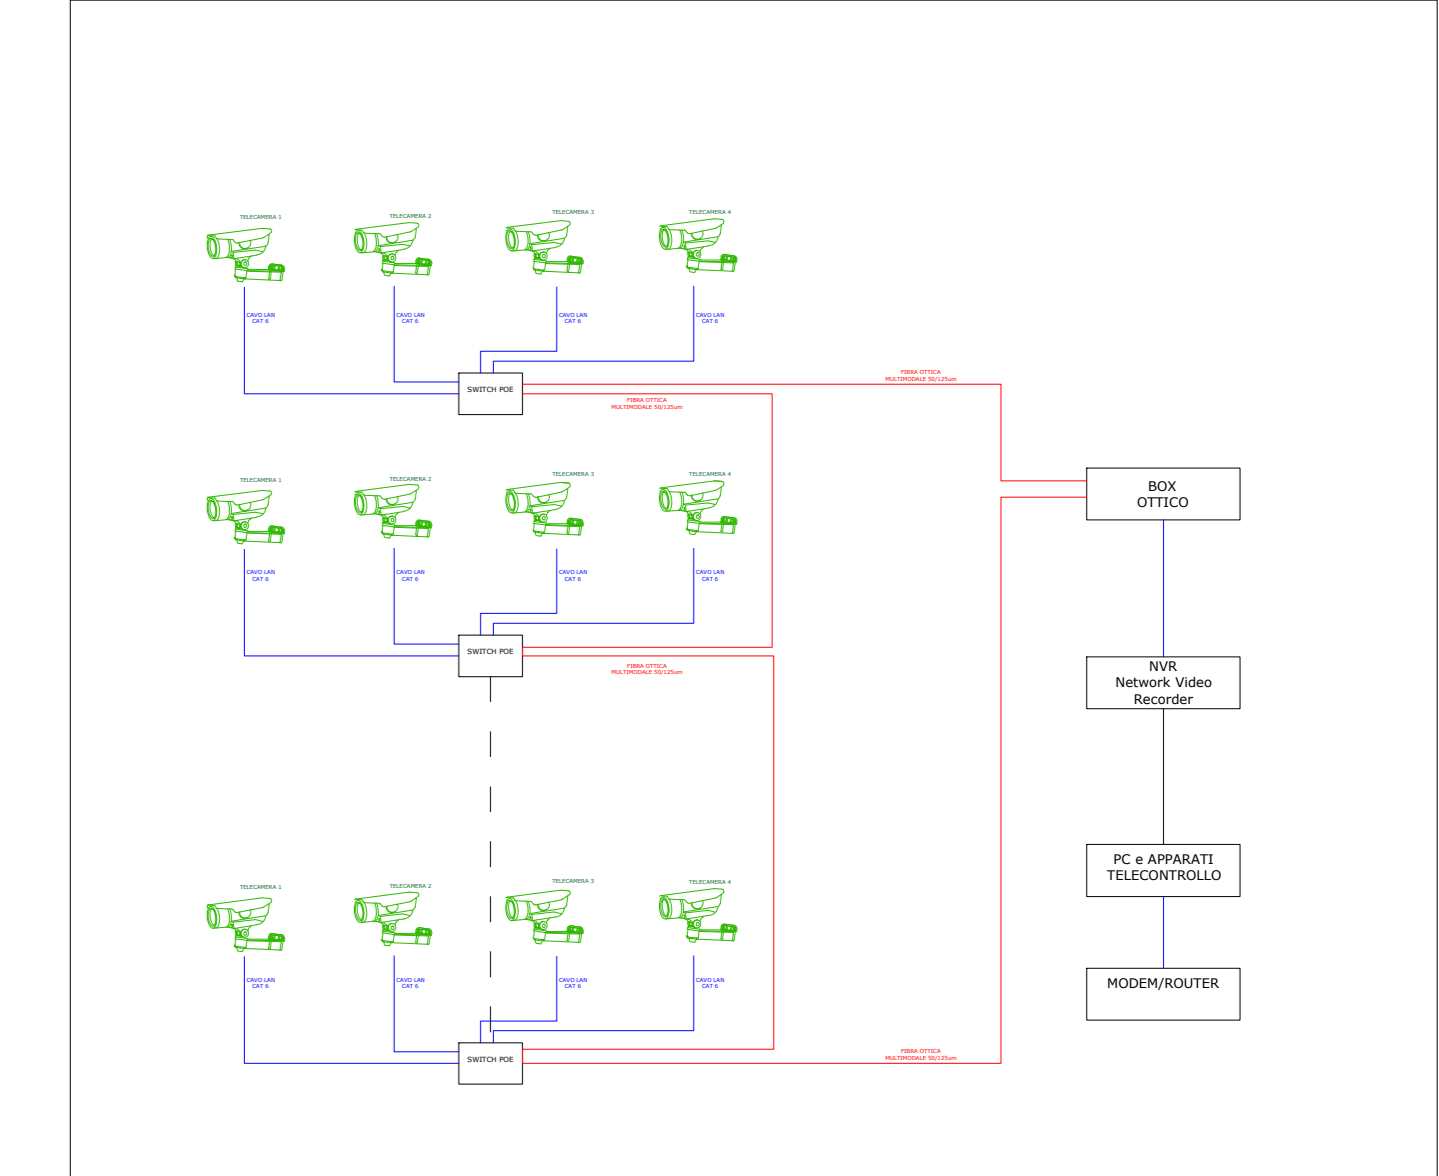 TELECAMERA 1
TELECAMERA 2
TELECAMERA 3
TELECAMERA 4
CAVO LAN
CAT 6
CAVO LAN
CAT 6
CAVO LAN
CAT 6
CAVO LAN
CAT 6
SWITCH POE
FIBRA OTTICA
MULTIMODALE 50/125um
FIBRA OTTICA
MULTIMODALE 50/125um
TELECAMERA 1
TELECAMERA 2
TELECAMERA 3
TELECAMERA 4
CAVO LAN
CAT 6
CAVO LAN
CAT 6
CAVO LAN
CAT 6
CAVO LAN
CAT 6
SWITCH POE
FIBRA OTTICA
MULTIMODALE 50/125um
TELECAMERA 1
TELECAMERA 2
TELECAMERA 3
TELECAMERA 4
CAVO LAN
CAT 6
CAVO LAN
CAT 6
CAVO LAN
CAT 6
CAVO LAN
CAT 6
SWITCH POE
FIBRA OTTICA
MULTIMODALE 50/125um
BOX
OTTICO
NVR
Network Video
Recorder
PC e APPARATI
TELECONTROLLO
MODEM/ROUTER